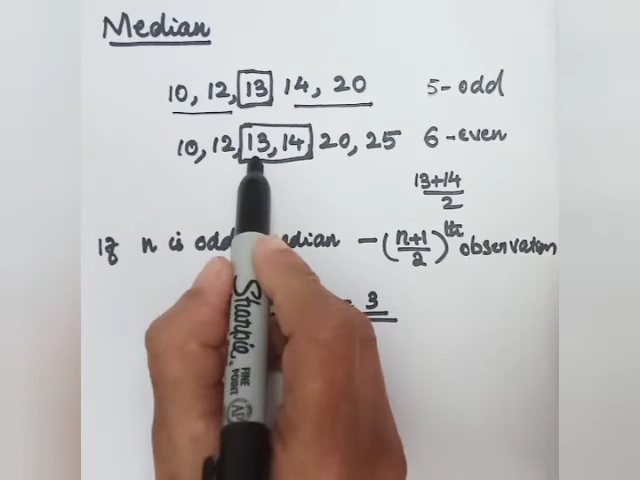 Median
10, 12, 13 14, 20 5-odd
10, 12, 13, 14 20, 25 6-even
13+14
2
If n is odd median - (n+1/2)th observation
= 3
Sharpie
FINE
POINT
AP